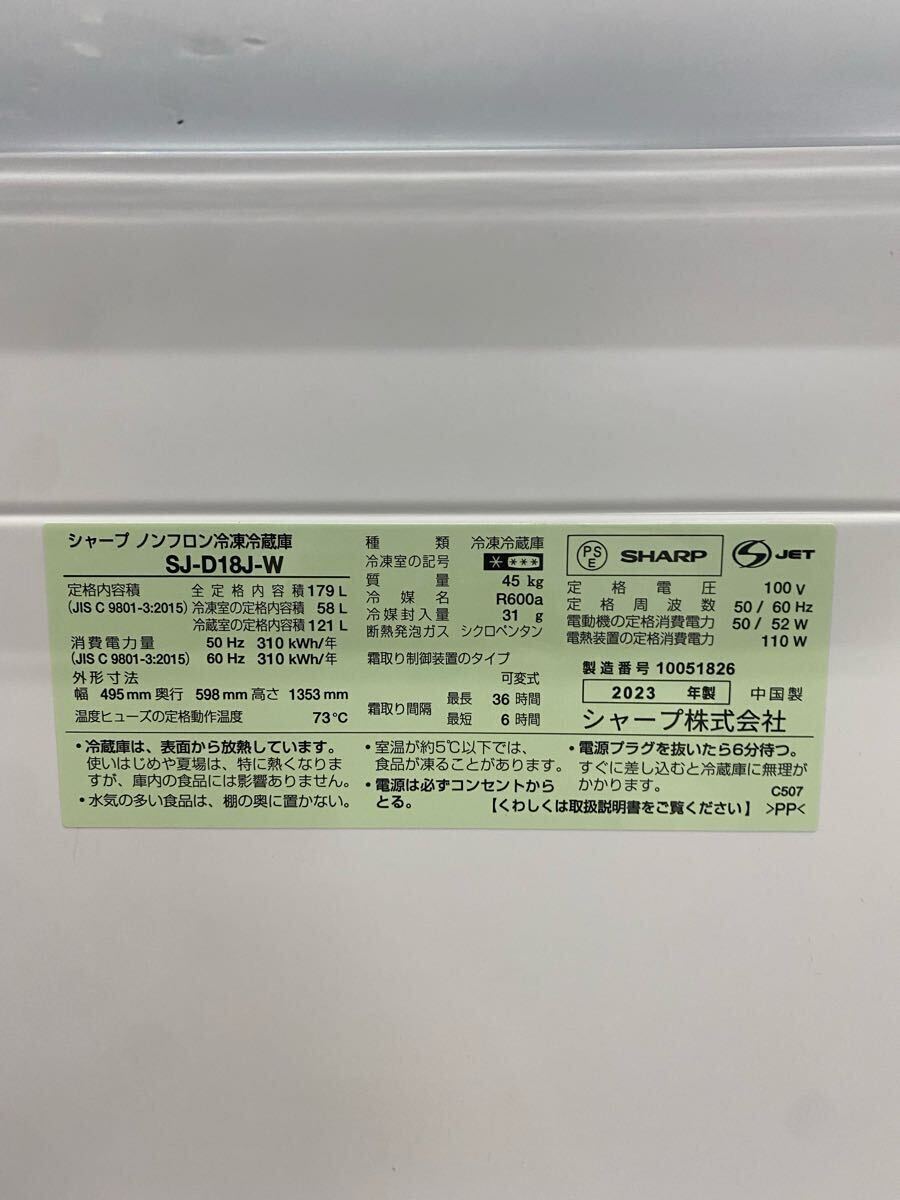 シャープ ノンフロン冷凍冷蔵庫
SJ-D18J-W
定格内容積 全定格内容積 179 L
(JIS C 9801-3:2015) 冷凍室の定格内容積 58 L
冷蔵室の定格内容積 121 L
消費電力量 50 Hz 310 kWh/年
(JIS C 9801-3:2015) 60 Hz 310 kWh/年
外形寸法
幅 495 mm 奥行 598 mm 高さ 1353 mm
温度ヒューズの定格動作温度 73℃
種類 冷凍冷蔵庫
冷凍室の記号 * ***
質量 45 kg
冷媒 R600a
冷媒封入量 31 g
断熱発泡ガス シクロペンタン
霜取り制御装置のタイプ
可変式
霜取り間隔 最長 36 時間
最短 6 時間
PSE SHARP S JET
定格電圧 100 V
定格周波数 50 / 60 Hz
電動機の定格消費電力 50 / 52 W
電熱装置の定格消費電力 110 W
製造番号 10051826
2023 年製 中国製
シャープ株式会社
・冷蔵庫は、表面から放熱しています。
使いはじめや夏場は、特に熱くなりま
すが、庫内の食品には影響ありません。
・水気の多い食品は、棚の奥に置かない。
・室温が約5℃以下では、
食品が凍ることがあります。
・電源は必ずコンセントから
とる。
・電源プラグを抜いたら6分待つ。
すぐに差し込むと冷蔵庫に無理が
かかります。 C507
【くわしくは取扱説明書をご覧ください】 >PP<